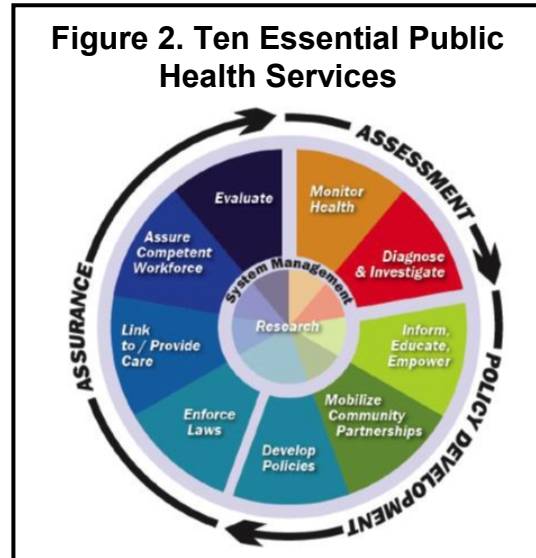 Figure 2. Ten Essential Public
Health Services
ASSESSMENT
Monitor
Health
Diagnose
& Investigate
POLICY DEVELOPMENT
Inform,
Educate,
Empower
Mobilize
Community
Partnerships
Develop
Policies
ASSURANCE
Enforce
Laws
Link
to / Provide
Care
Assure
Competent
Workforce
Evaluate
System Management
Research